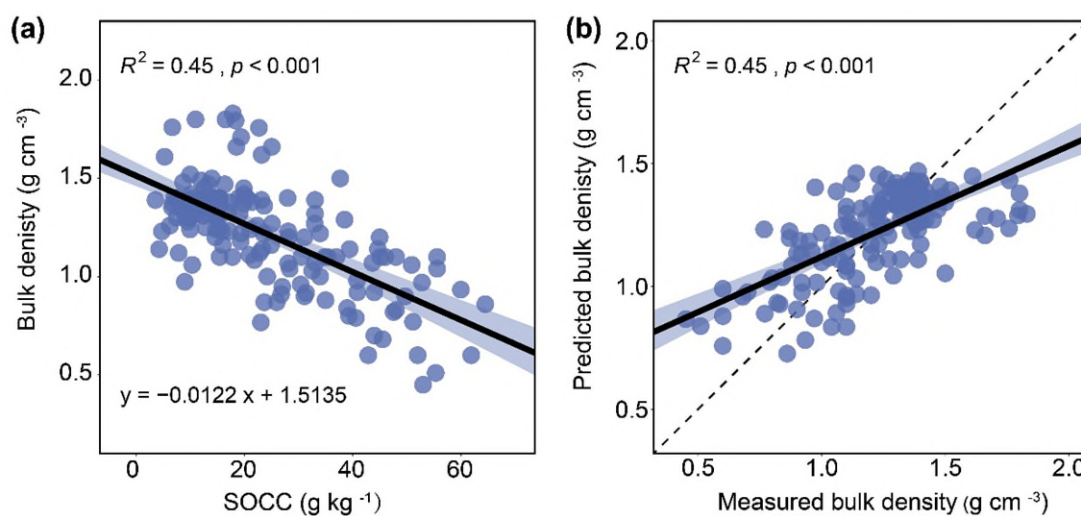 (a)
R² = 0.45 , p < 0.001
2.0
1.5
1.0
0.5
Bulk denisty (g cm ⁻³)
y = −0.0122 x + 1.5135
0
20
40
60
SOCC (g kg ⁻¹)
(b)
R² = 0.45 , p < 0.001
2.0
1.5
1.0
0.5
Predicted bulk denisty (g cm ⁻³)
0.5
1.0
1.5
2.0
Measured bulk density (g cm ⁻³)